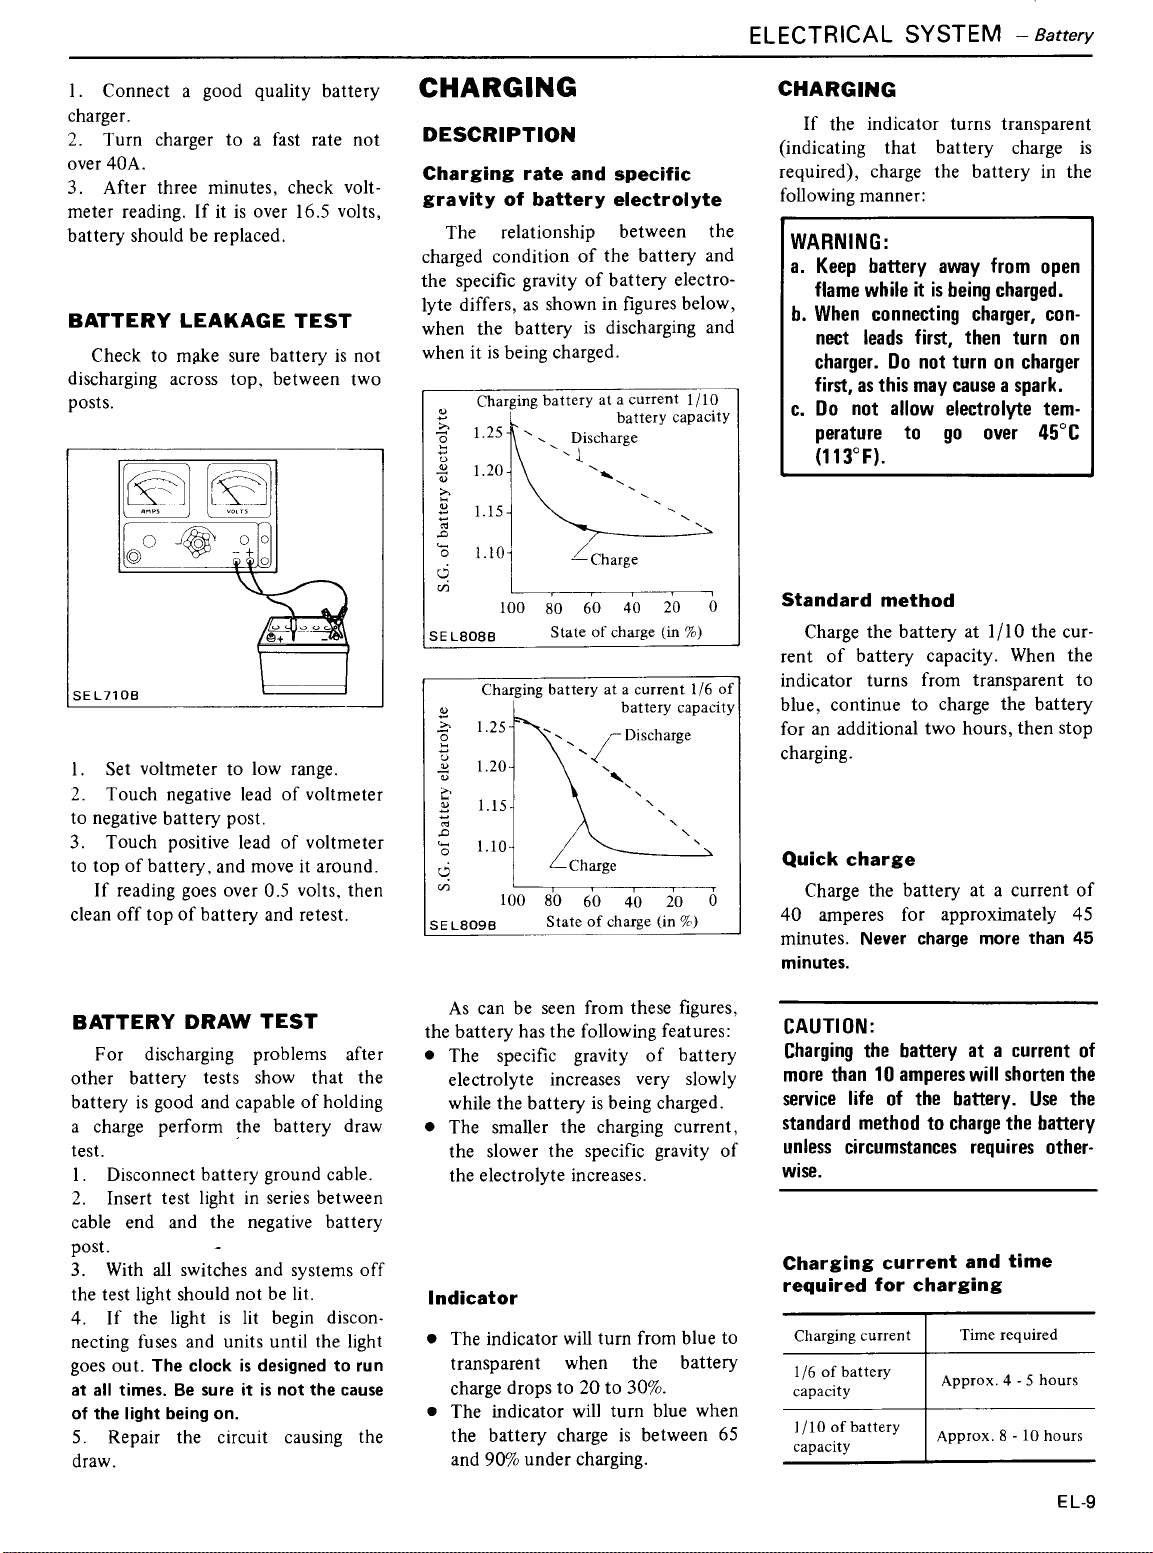 ELECTRICAL SYSTEM – Battery
1. Connect a good quality battery
charger.
2. Turn charger to a fast rate not
over 40A.
3. After three minutes, check volt-
meter reading. If it is over 16.5 volts,
battery should be replaced.
BATTERY LEAKAGE TEST
Check to make sure battery is not
discharging across top, between two
posts.
AMPS
VOLTS
- +
+ -
SEL710B
1. Set voltmeter to low range.
2. Touch negative lead of voltmeter
to negative battery post.
3. Touch positive lead of voltmeter
to top of battery, and move it around.
If reading goes over 0.5 volts, then
clean off top of battery and retest.
BATTERY DRAW TEST
For discharging problems after
other battery tests show that the
battery is good and capable of holding
a charge perform the battery draw
test.
1. Disconnect battery ground cable.
2. Insert test light in series between
cable end and the negative battery
post.
3. With all switches and systems off
the test light should not be lit.
4. If the light is lit begin discon-
necting fuses and units until the light
goes out. The clock is designed to run
at all times. Be sure it is not the cause
of the light being on.
5. Repair the circuit causing the
draw.
CHARGING
DESCRIPTION
Charging rate and specific
gravity of battery electrolyte
The relationship between the
charged condition of the battery and
the specific gravity of battery electro-
lyte differs, as shown in figures below,
when the battery is discharging and
when it is being charged.
Charging battery at a current 1/10
battery capacity
S.G. of battery electrolyte
1.25
1.20
1.15
1.10
Discharge
Charge
100 80 60 40 20 0
SEL808B State of charge (in %)
Charging battery at a current 1/6 of
battery capacity
S.G. of battery electrolyte
1.25
1.20
1.15
1.10
Discharge
Charge
100 80 60 40 20 0
SEL809B State of charge (in %)
As can be seen from these figures,
the battery has the following features:
• The specific gravity of battery
electrolyte increases very slowly
while the battery is being charged.
• The smaller the charging current,
the slower the specific gravity of
the electrolyte increases.
Indicator
• The indicator will turn from blue to
transparent when the battery
charge drops to 20 to 30%.
• The indicator will turn blue when
the battery charge is between 65
and 90% under charging.
CHARGING
If the indicator turns transparent
(indicating that battery charge is
required), charge the battery in the
following manner:
WARNING:
a. Keep battery away from open
flame while it is being charged.
b. When connecting charger, con-
nect leads first, then turn on
charger. Do not turn on charger
first, as this may cause a spark.
c. Do not allow electrolyte tem-
perature to go over 45°C
(113°F).
Standard method
Charge the battery at 1/10 the cur-
rent of battery capacity. When the
indicator turns from transparent to
blue, continue to charge the battery
for an additional two hours, then stop
charging.
Quick charge
Charge the battery at a current of
40 amperes for approximately 45
minutes. Never charge more than 45
minutes.
CAUTION:
Charging the battery at a current of
more than 10 amperes will shorten the
service life of the battery. Use the
standard method to charge the battery
unless circumstances requires other-
wise.
Charging current and time
required for charging
Charging current Time required
1/6 of battery
capacity
Approx. 4 - 5 hours
1/10 of battery
capacity
Approx. 8 - 10 hours
EL-9